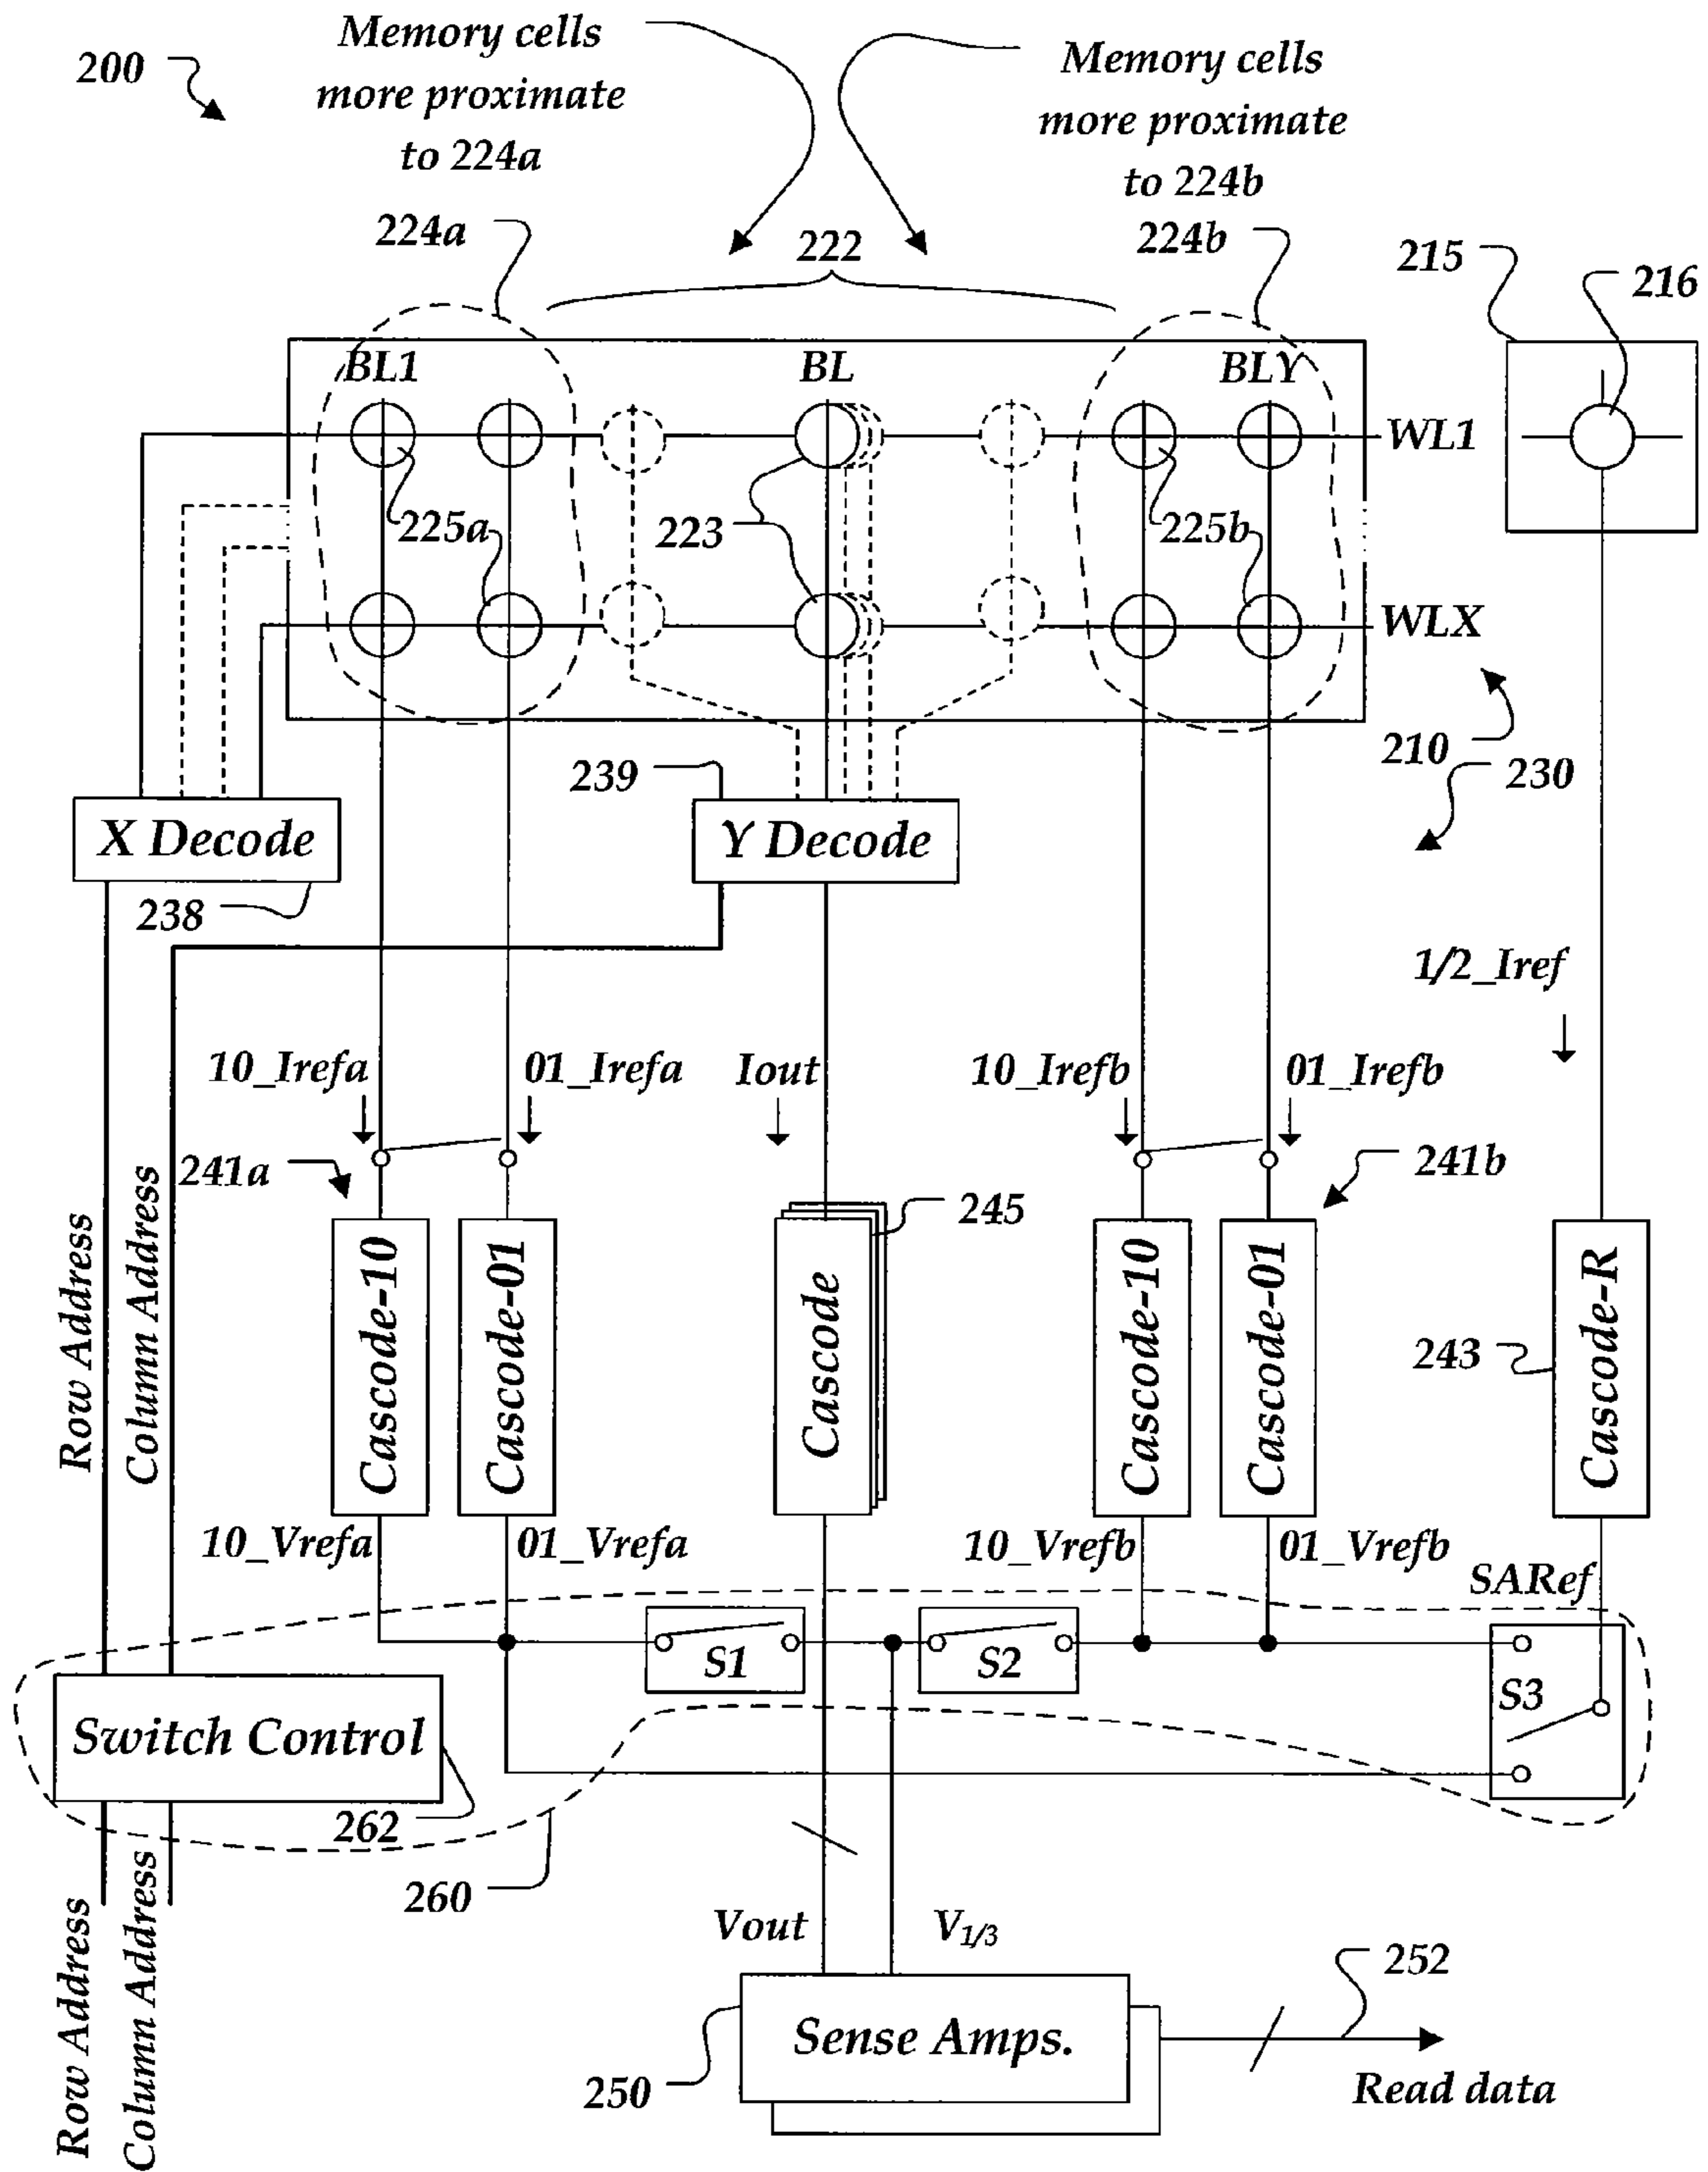 200
Memory cells
more proximate
to 224a
Memory cells
more proximate
to 224b
224a
222
224b
215
216
BL1
BL
BLY
WL1
225a
223
225b
WLX
210
230
239
X Decode
Y Decode
238
1/2_Iref
10_Irefa
01_Irefa
Iout
10_Irefb
01_Irefb
241a
241b
245
Row Address
Column Address
Cascode-10
Cascode-01
Cascode
Cascode-10
Cascode-01
Cascode-R
243
10_Vrefa
01_Vrefa
10_Vrefb
01_Vrefb
SARef
S1
S2
S3
Switch Control
262
260
Row Address
Column Address
Vout
V1/3
252
Sense Amps.
250
Read data